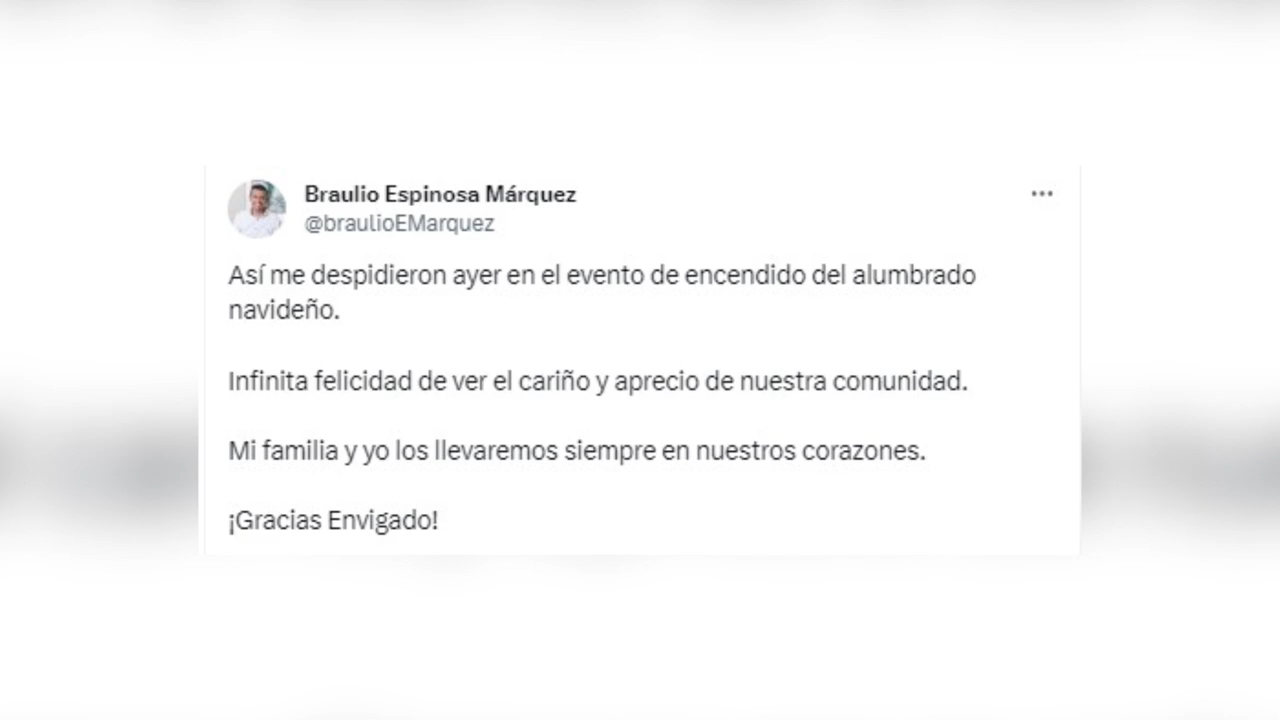 Braulio Espinosa Márquez
@braulioEMarquez
Así me despidieron ayer en el evento de encendido del alumbrado
navideño.
Infinita felicidad de ver el cariño y aprecio de nuestra comunidad.
Mi familia y yo los llevaremos siempre en nuestros corazones.
¡Gracias Envigado!